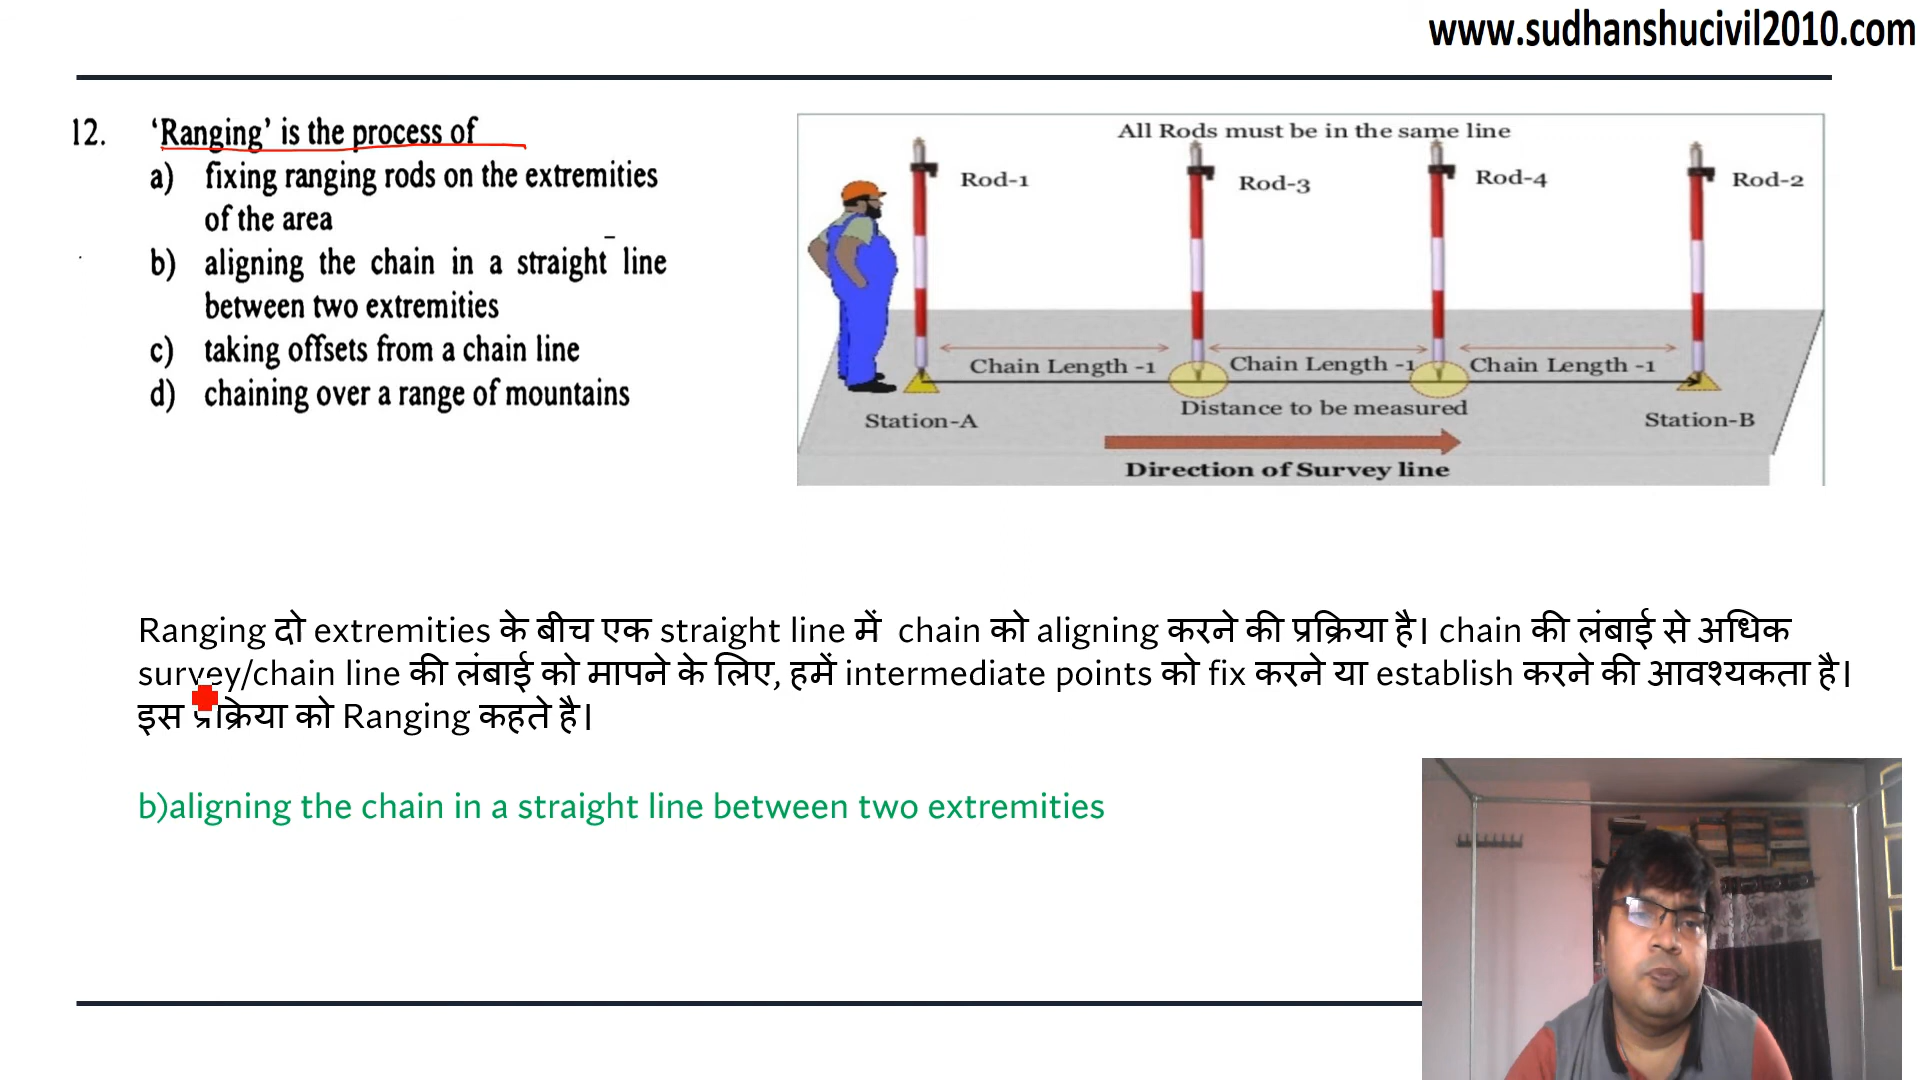 www.sudhanshucivil2010.com
12. ‘Ranging’ is the process of
a) fixing ranging rods on the extremities
of the area
b) aligning the chain in a straight line
between two extremities
c) taking offsets from a chain line
d) chaining over a range of mountains
All Rods must be in the same line
Rod-1
Rod-3
Rod-4
Rod-2
Chain Length -1
Chain Length -1
Chain Length -1
Distance to be measured
Station-A
Station-B
Direction of Survey line
Ranging दो extremities के बीच एक straight line में chain को aligning करने की प्रक्रिया है। chain की लंबाई से अधिक
survey/chain line की लंबाई को मापने के लिए, हमें intermediate points को fix करने या establish करने की आवश्यकता है।
इस प्रक्रिया को Ranging कहते है।
b)aligning the chain in a straight line between two extremities